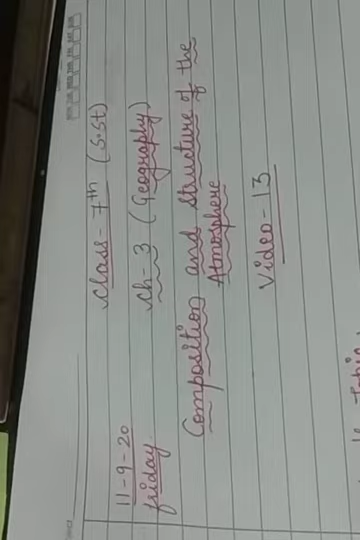 Class - 7th (S.St)
11-9-20
Friday
Ch-3 (Geography)
Composition and Structure of the
Atmosphere
Video-13